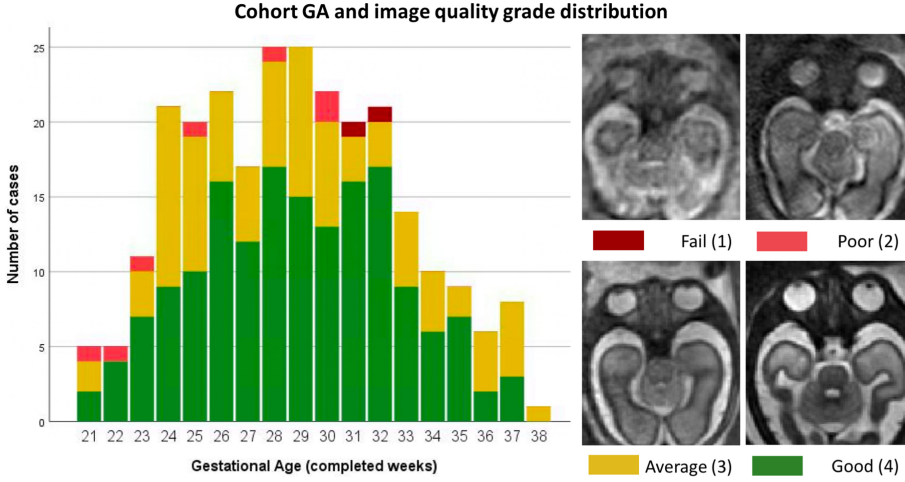 Cohort GA and image quality grade distribution
Number of cases
25
20
15
10
5
0
21 22 23 24 25 26 27 28 29 30 31 32 33 34 35 36 37 38
Gestational Age (completed weeks)
Fail (1) Poor (2)
Average (3) Good (4)